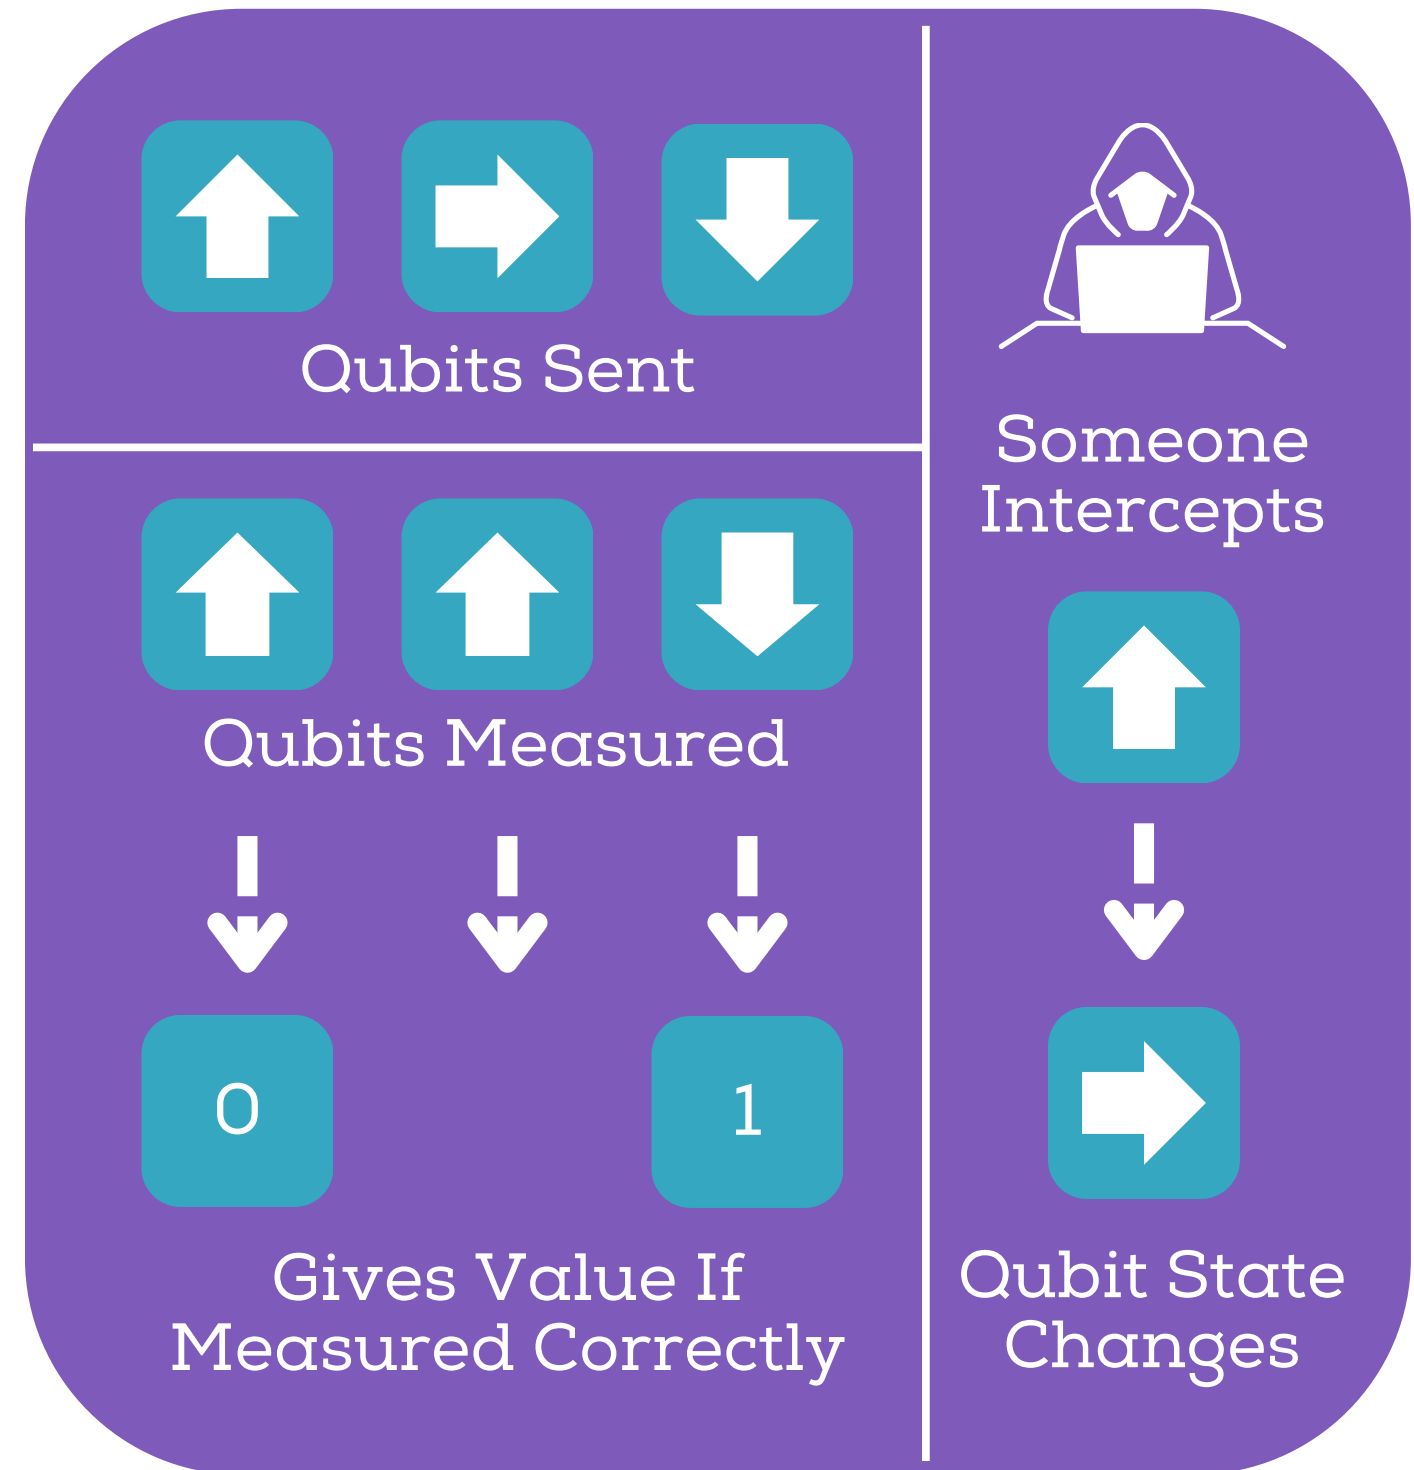 Qubits Sent
Qubits Measured
0
1
Gives Value If
Measured Correctly
Someone
Intercepts
Qubit State
Changes